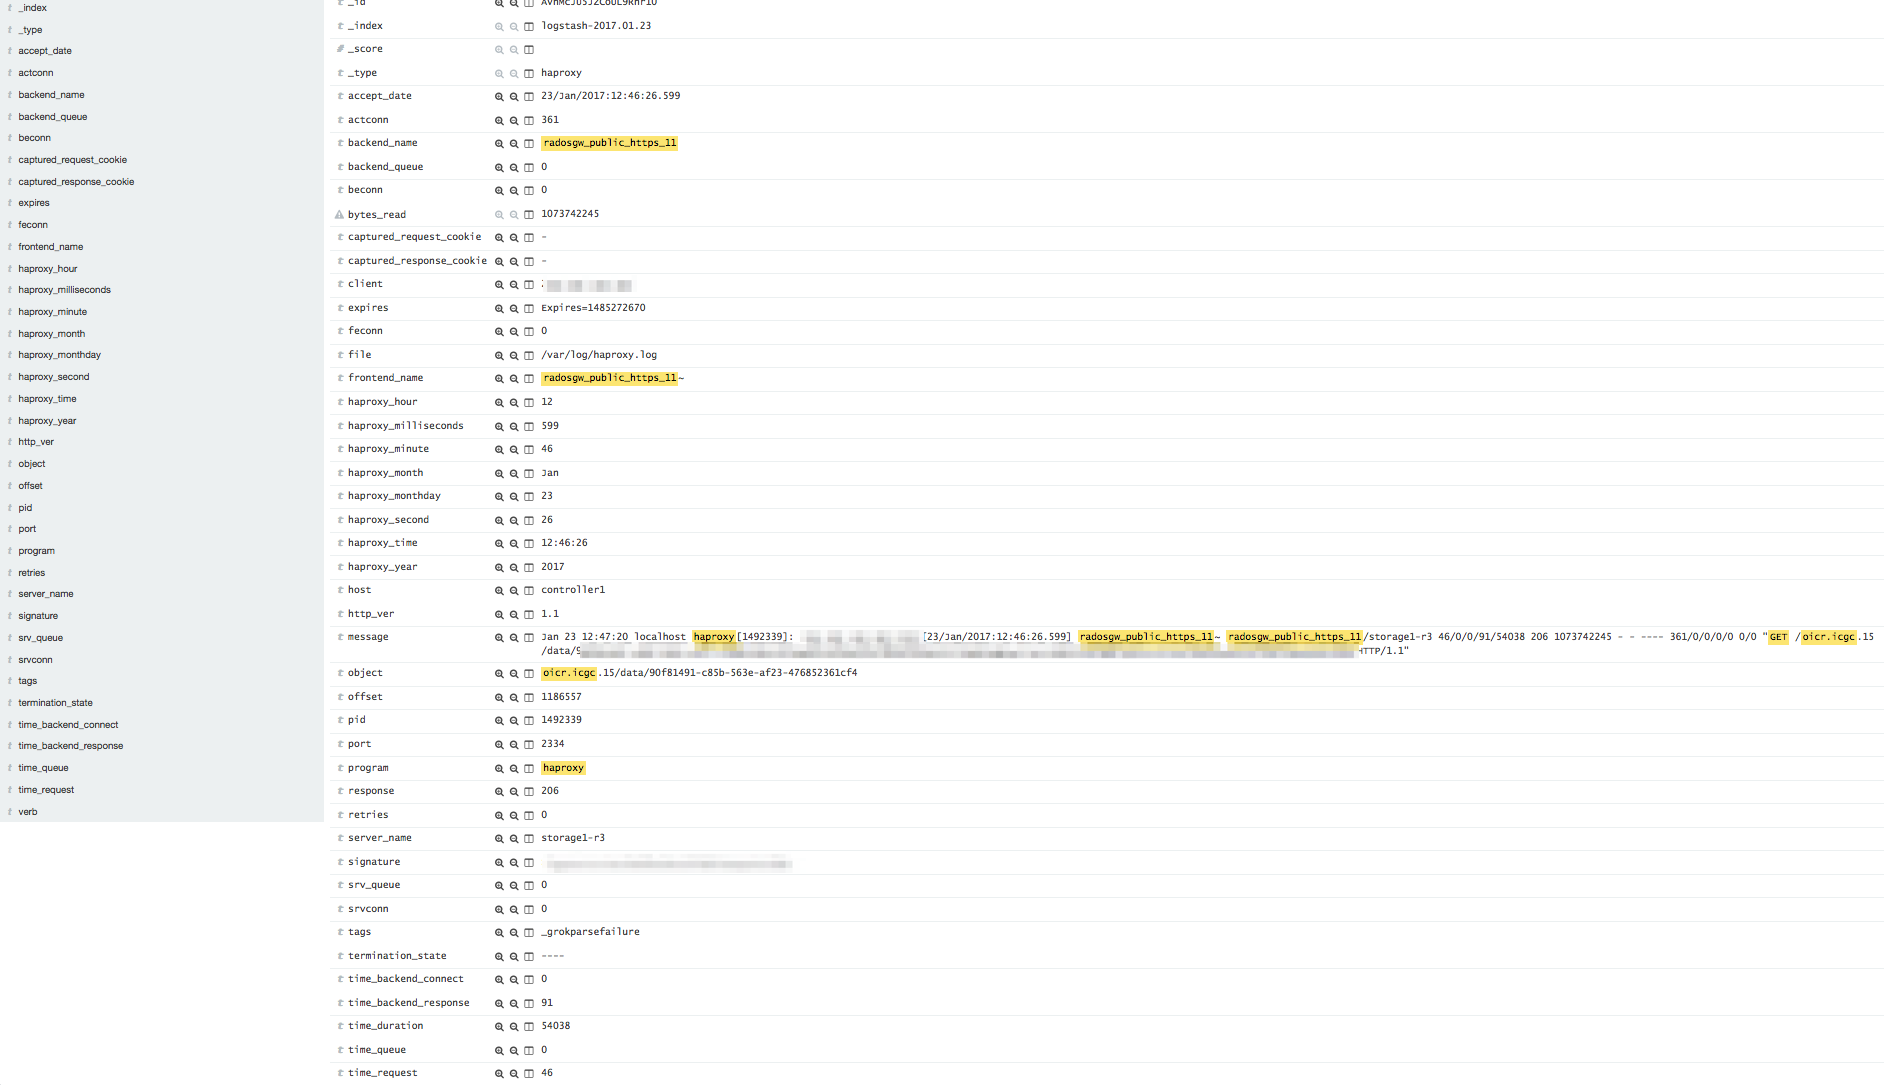 _index
_type
accept_date
actconn
backend_name
backend_queue
beconn
captured_request_cookie
captured_response_cookie
expires
feconn
frontend_name
haproxy_hour
haproxy_milliseconds
haproxy_minute
haproxy_month
haproxy_monthday
haproxy_second
haproxy_time
haproxy_year
http_ver
object
offset
pid
port
program
retries
server_name
signature
srv_queue
srvconn
tags
termination_state
time_backend_connect
time_backend_response
time_queue
time_request
verb
_id
_index logstash-2017.01.23
_score
_type haproxy
accept_date 23/Jan/2017:12:46:26.599
actconn 361
backend_name radosgw_public_https_11
backend_queue 0
beconn 0
bytes_read 1073742245
captured_request_cookie -
captured_response_cookie -
client
expires Expires=1485272670
feconn 0
file /var/log/haproxy.log
frontend_name radosgw_public_https_11~
haproxy_hour 12
haproxy_milliseconds 599
haproxy_minute 46
haproxy_month Jan
haproxy_monthday 23
haproxy_second 26
haproxy_time 12:46:26
haproxy_year 2017
host controller1
http_ver 1.1
message Jan 23 12:47:20 localhost haproxy[1492339]: [23/Jan/2017:12:46:26.599] radosgw_public_https_11~ radosgw_public_https_11/storage1-r3 46/0/0/91/54038 206 1073742245 - - ---- 361/0/0/0/0 0/0 "GET /oicr.icgc.15
/data/9 HTTP/1.1"
object oicr.icgc.15/data/90f81491-c85b-563e-af23-476852361cf4
offset 1186557
pid 1492339
port 2334
program haproxy
response 206
retries 0
server_name storage1-r3
signature
srv_queue 0
srvconn 0
tags _grokparsefailure
termination_state ----
time_backend_connect 0
time_backend_response 91
time_duration 54038
time_queue 0
time_request 46